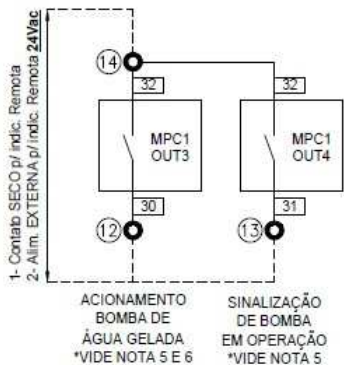 1- Contato SECO p/ indic. Remota
2- Alim. EXTERNA p/ indic. Remota 24Vac
14
32
32
MPC1
OUT3
MPC1
OUT4
30
31
12
13
ACIONAMENTO
BOMBA DE
ÁGUA GELADA
*VIDE NOTA 5 E 6
SINALIZAÇÃO
DE BOMBA
EM OPERAÇÃO
*VIDE NOTA 5